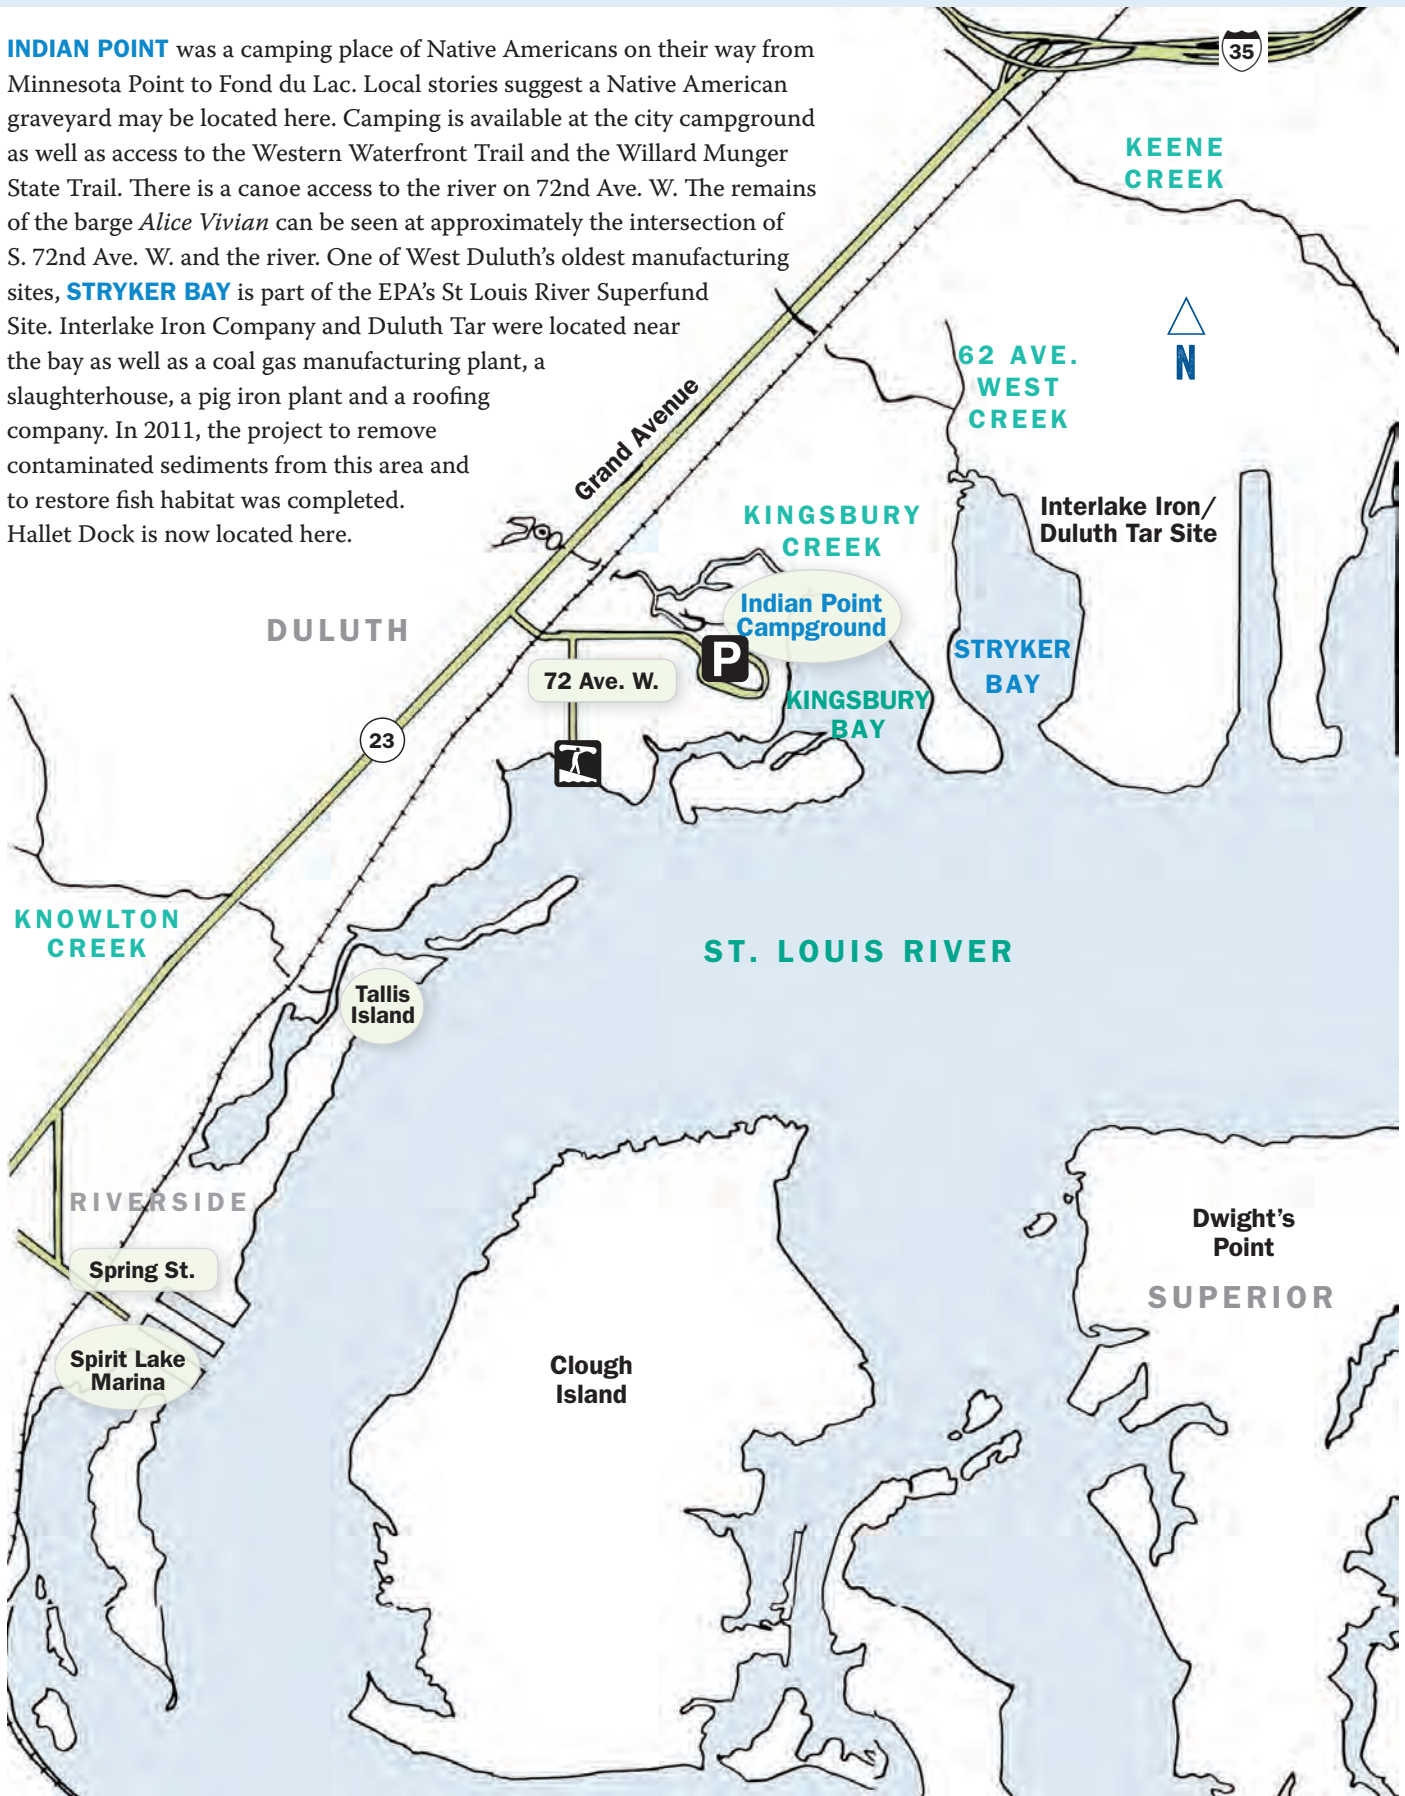 INDIAN POINT was a camping place of Native Americans on their way from
Minnesota Point to Fond du Lac. Local stories suggest a Native American
graveyard may be located here. Camping is available at the city campground
as well as access to the Western Waterfront Trail and the Willard Munger
State Trail. There is a canoe access to the river on 72nd Ave. W. The remains
of the barge Alice Vivian can be seen at approximately the intersection of
S. 72nd Ave. W. and the river. One of West Duluth's oldest manufacturing
sites, STRYKER BAY is part of the EPA's St Louis River Superfund
Site. Interlake Iron Company and Duluth Tar were located near
the bay as well as a coal gas manufacturing plant, a
slaughterhouse, a pig iron plant and a roofing
company. In 2011, the project to remove
contaminated sediments from this area and
to restore fish habitat was completed.
Hallet Dock is now located here.
35
KEENE
CREEK
N
62 AVE.
WEST
CREEK
Grand Avenue
KINGSBURY
CREEK
Interlake Iron/
Duluth Tar Site
Indian Point
Campground
DULUTH
P
72 Ave. W.
STRYKER
BAY
KINGSBURY
BAY
23
KNOWLTON
CREEK
ST. LOUIS RIVER
Tallis
Island
RIVERSIDE
Dwight's
Point
Spring St.
SUPERIOR
Spirit Lake
Marina
Clough
Island